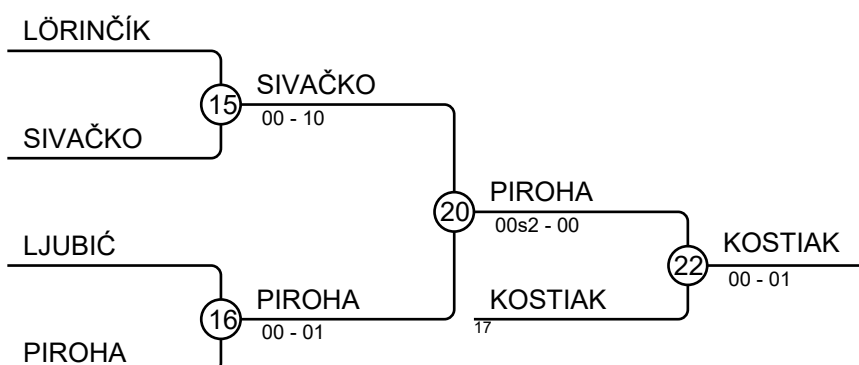 LÖRINČÍK
15
SIVAČKO
00 - 10
SIVAČKO
20
PIROHA
00s2 - 00
LJUBIĆ
22
KOSTIAK
00 - 01
16
PIROHA
00 - 01
KOSTIAK
17
PIROHA